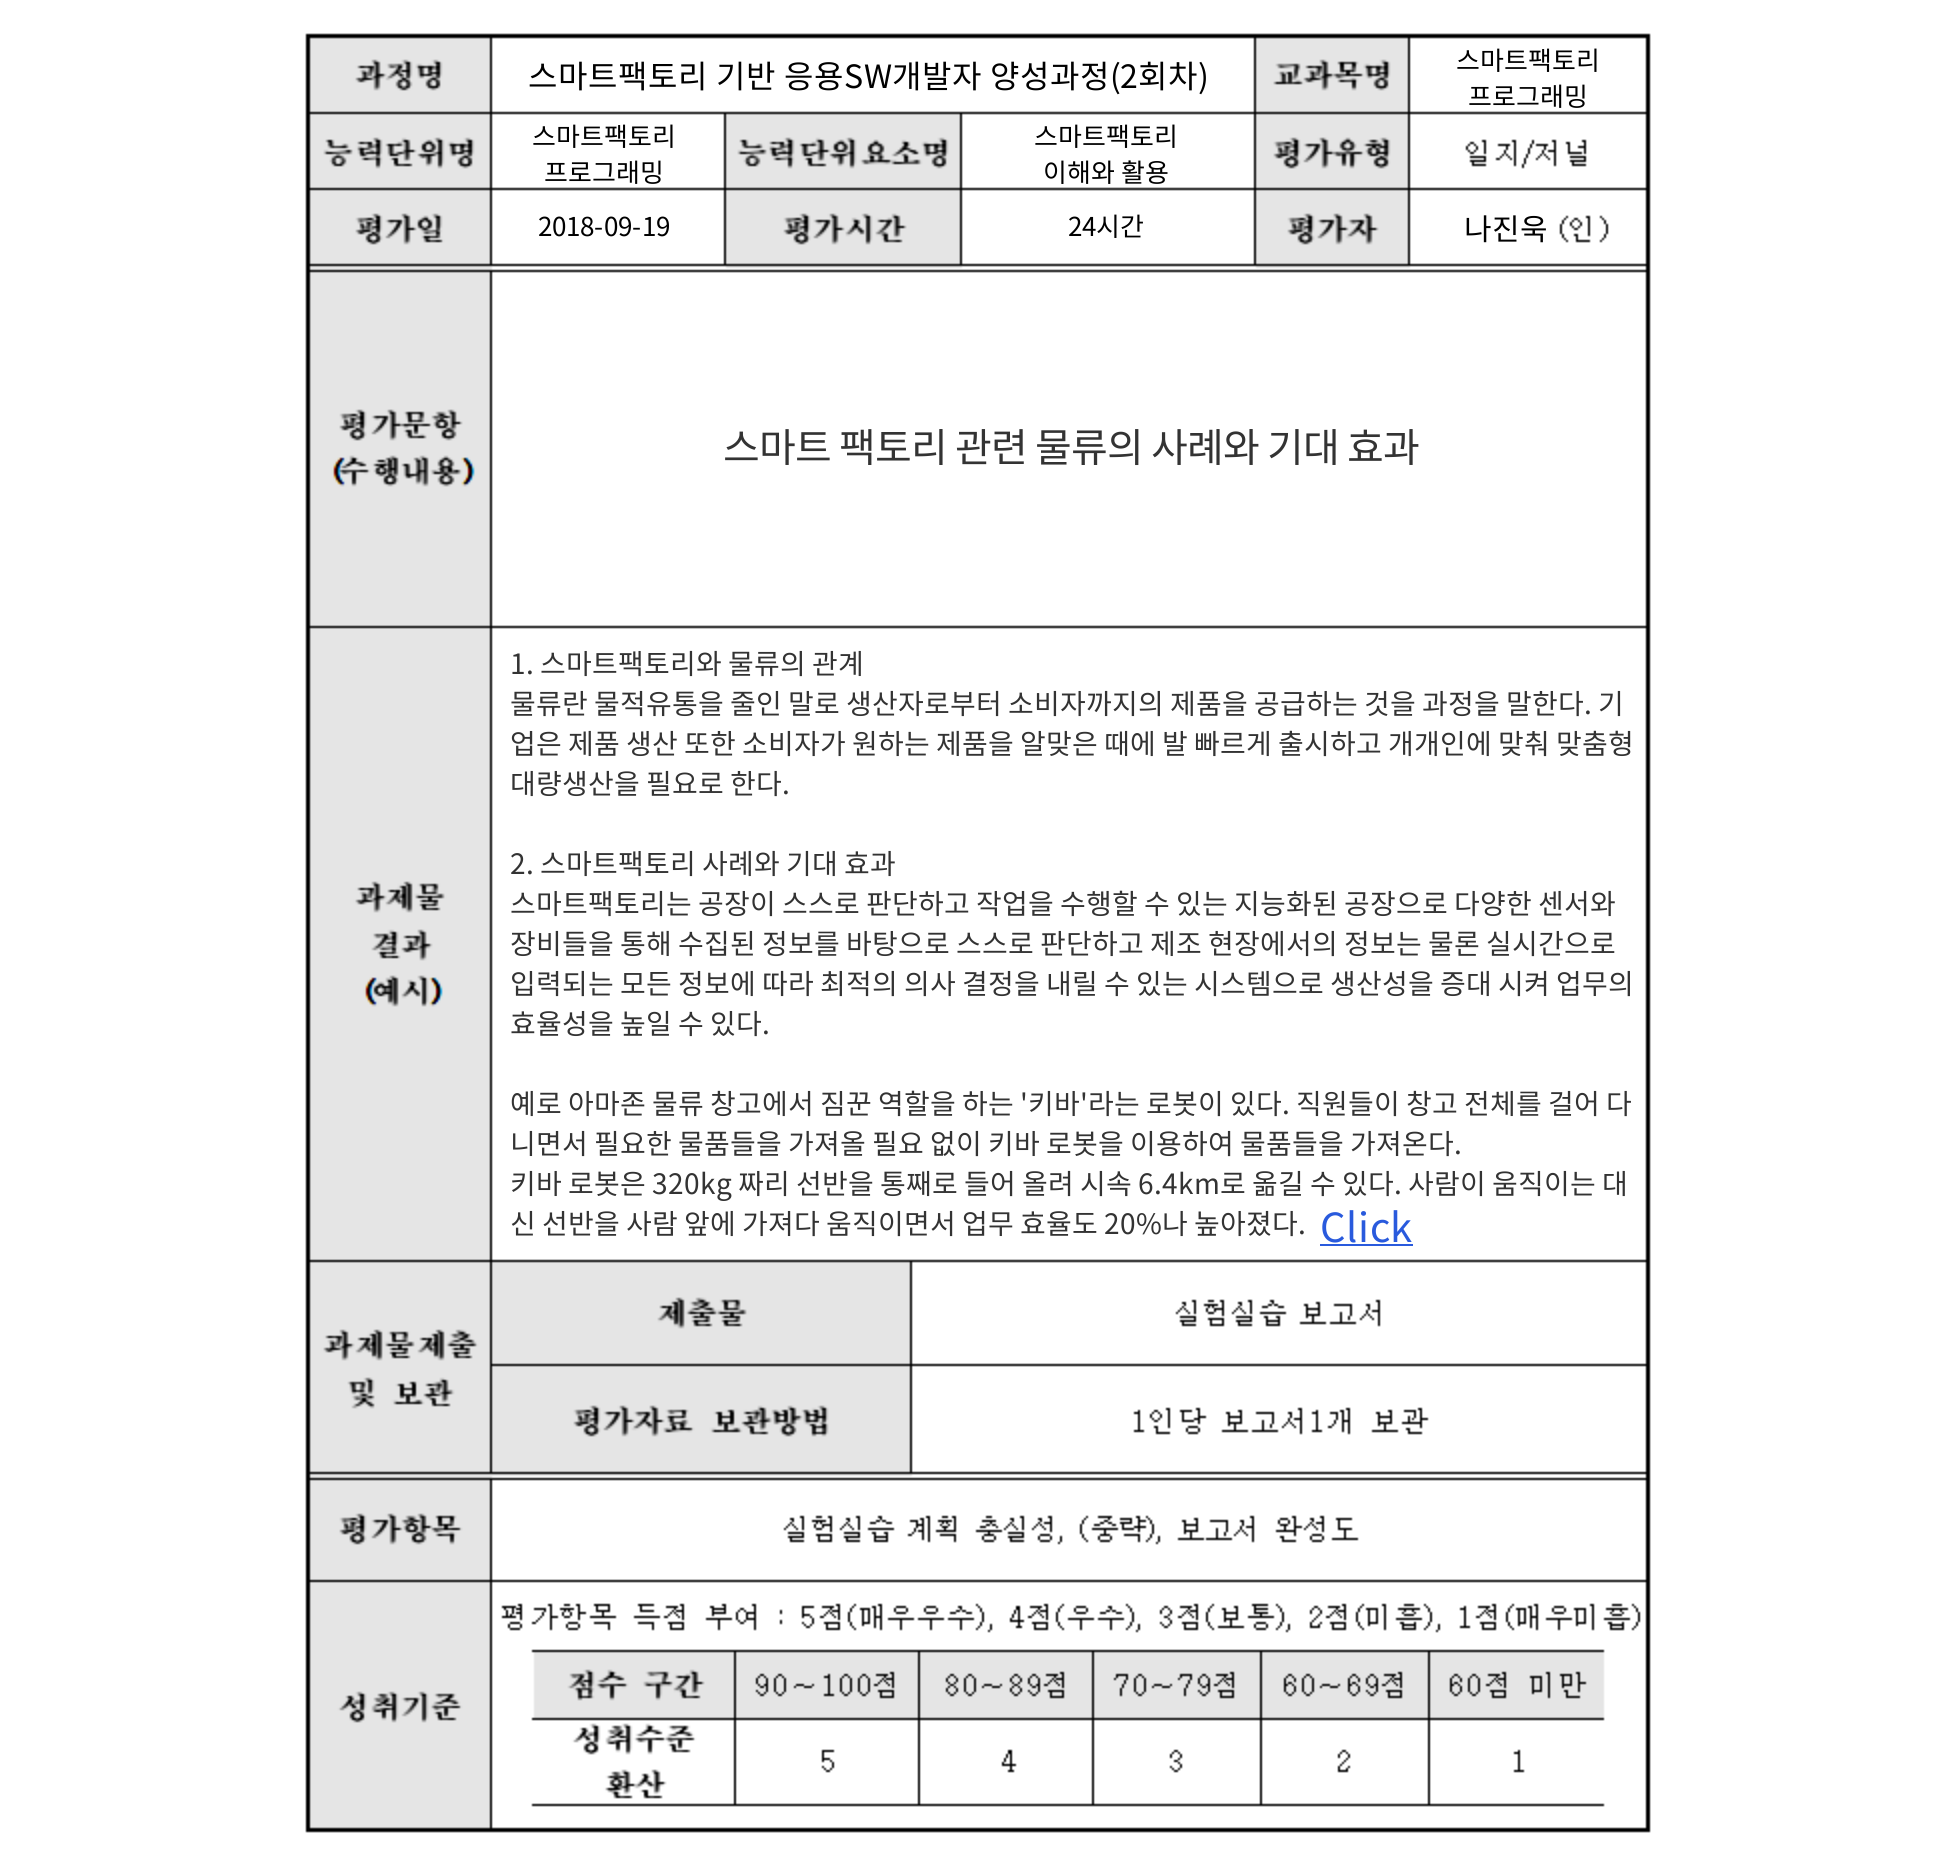 과정명 스마트팩토리 기반 응용SW개발자 양성과정(2회차) 교과목명 스마트팩토리
프로그래밍
능력단위명 스마트팩토리
프로그래밍 능력단위요소명 스마트팩토리
이해와 활용 평가유형 일지/저널
평가일 2018-09-19 평가시간 24시간 평가자 나진욱 (인)
평가문항
(수행내용)
스마트 팩토리 관련 물류의 사례와 기대 효과
과제물
결과
(예시)
1. 스마트팩토리와 물류의 관계
물류란 물적유통을 줄인 말로 생산자로부터 소비자까지의 제품을 공급하는 것을 과정을 말한다. 기
업은 제품 생산 또한 소비자가 원하는 제품을 알맞은 때에 발 빠르게 출시하고 개개인에 맞춰 맞춤형
대량생산을 필요로 한다.
2. 스마트팩토리 사례와 기대 효과
스마트팩토리는 공장이 스스로 판단하고 작업을 수행할 수 있는 지능화된 공장으로 다양한 센서와
장비들을 통해 수집된 정보를 바탕으로 스스로 판단하고 제조 현장에서의 정보는 물론 실시간으로
입력되는 모든 정보에 따라 최적의 의사 결정을 내릴 수 있는 시스템으로 생산성을 증대 시켜 업무의
효율성을 높일 수 있다.
예로 아마존 물류 창고에서 짐꾼 역할을 하는 '키바'라는 로봇이 있다. 직원들이 창고 전체를 걸어 다
니면서 필요한 물품들을 가져올 필요 없이 키바 로봇을 이용하여 물품들을 가져온다.
키바 로봇은 320kg 짜리 선반을 통째로 들어 올려 시속 6.4km로 옮길 수 있다. 사람이 움직이는 대
신 선반을 사람 앞에 가져다 움직이면서 업무 효율도 20%나 높아졌다. Click
과제물제출
및 보관
제출물 실험실습 보고서
평가자료 보관방법 1인당 보고서1개 보관
평가항목 실험실습 계획 충실성, (중략), 보고서 완성도
성취기준
평가항목 득점 부여 : 5점(매우우수), 4점(우수), 3점(보통), 2점(미흡), 1점(매우미흡)
점수 구간 90~100점 80~89점 70~79점 60~69점 60점 미만
성취수준
환산 5 4 3 2 1